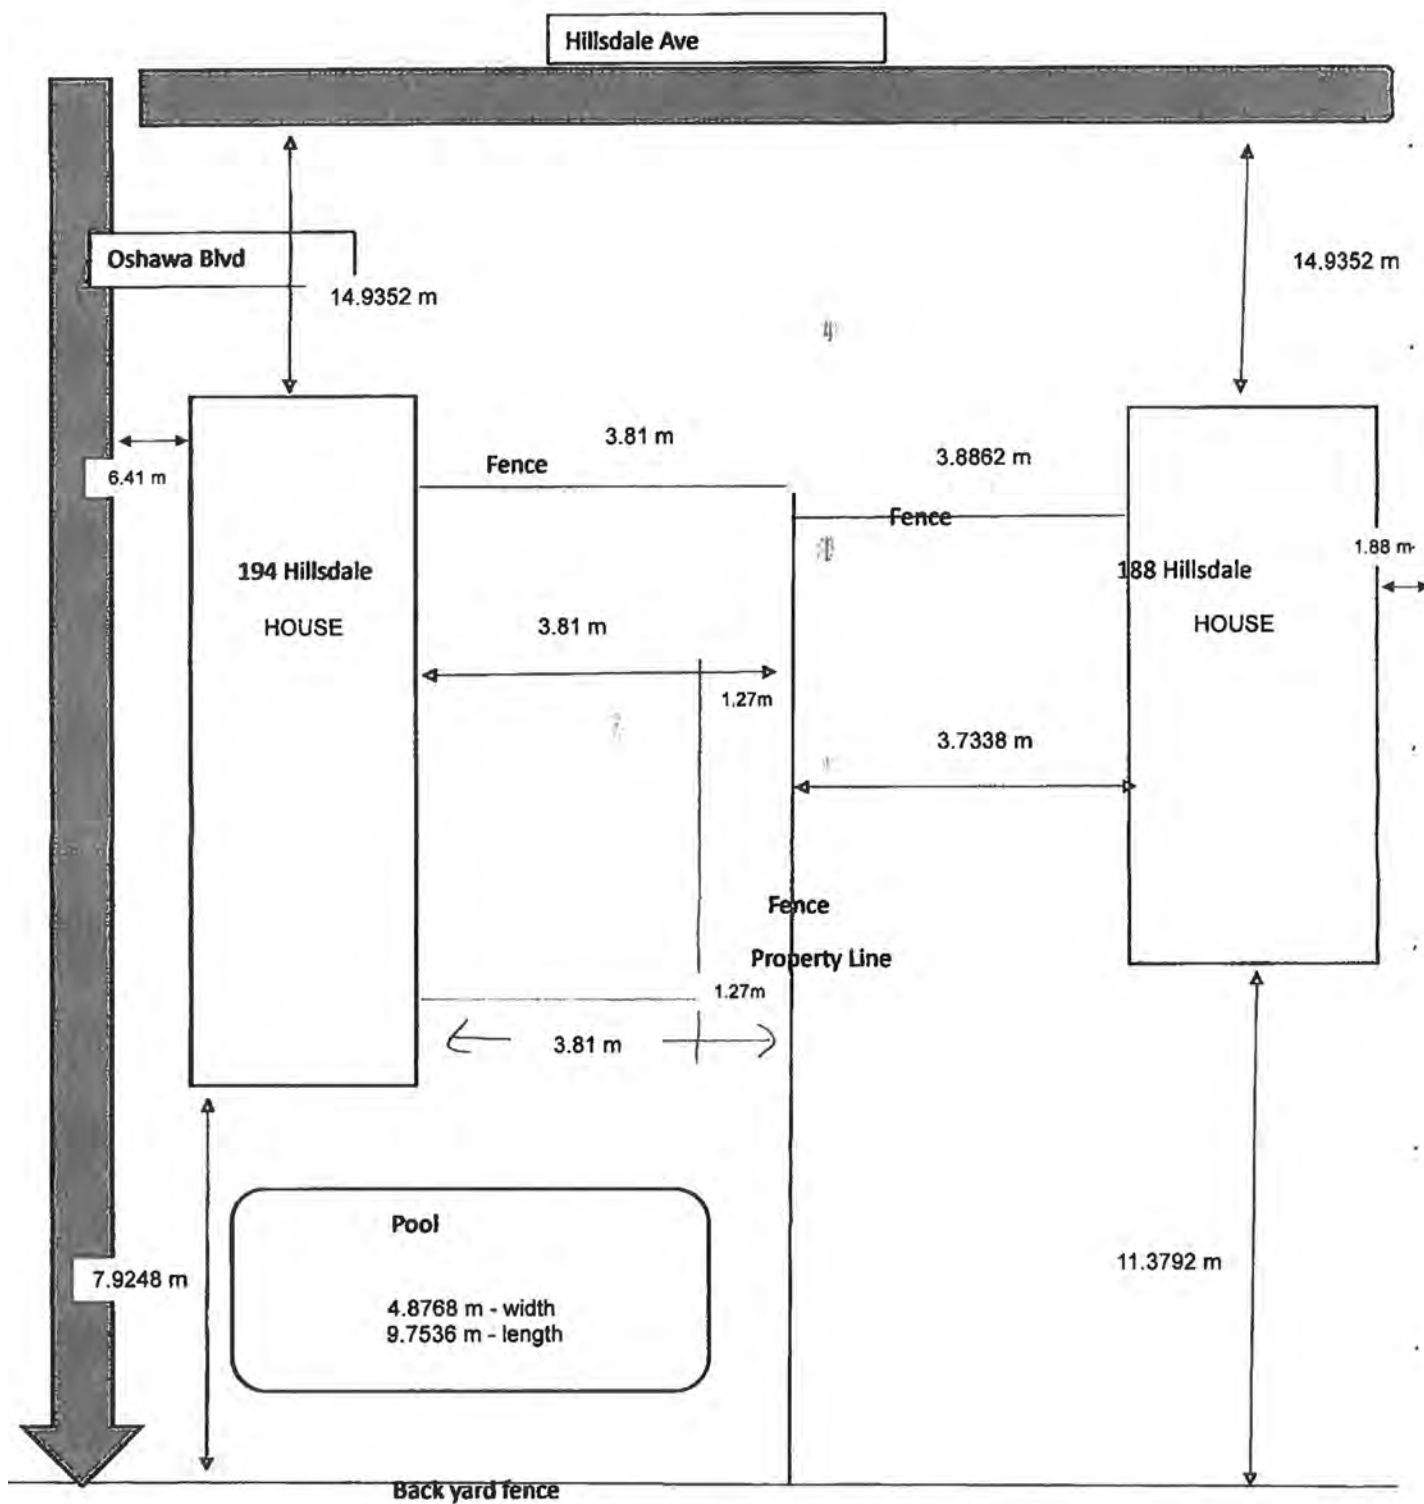 Hillsdale Ave
Oshawa Blvd
14.9352 m
14.9352 m
3.81 m
Fence
3.8862 m
Fence
6.41 m
194 Hillsdale
HOUSE
188 Hillsdale
HOUSE
1.88 m
3.81 m
1.27m
3.7338 m
Fence
Property Line
1.27m
3.81 m
Pool
4.8768 m - width
9.7536 m - length
7.9248 m
11.3792 m
Back yard fence